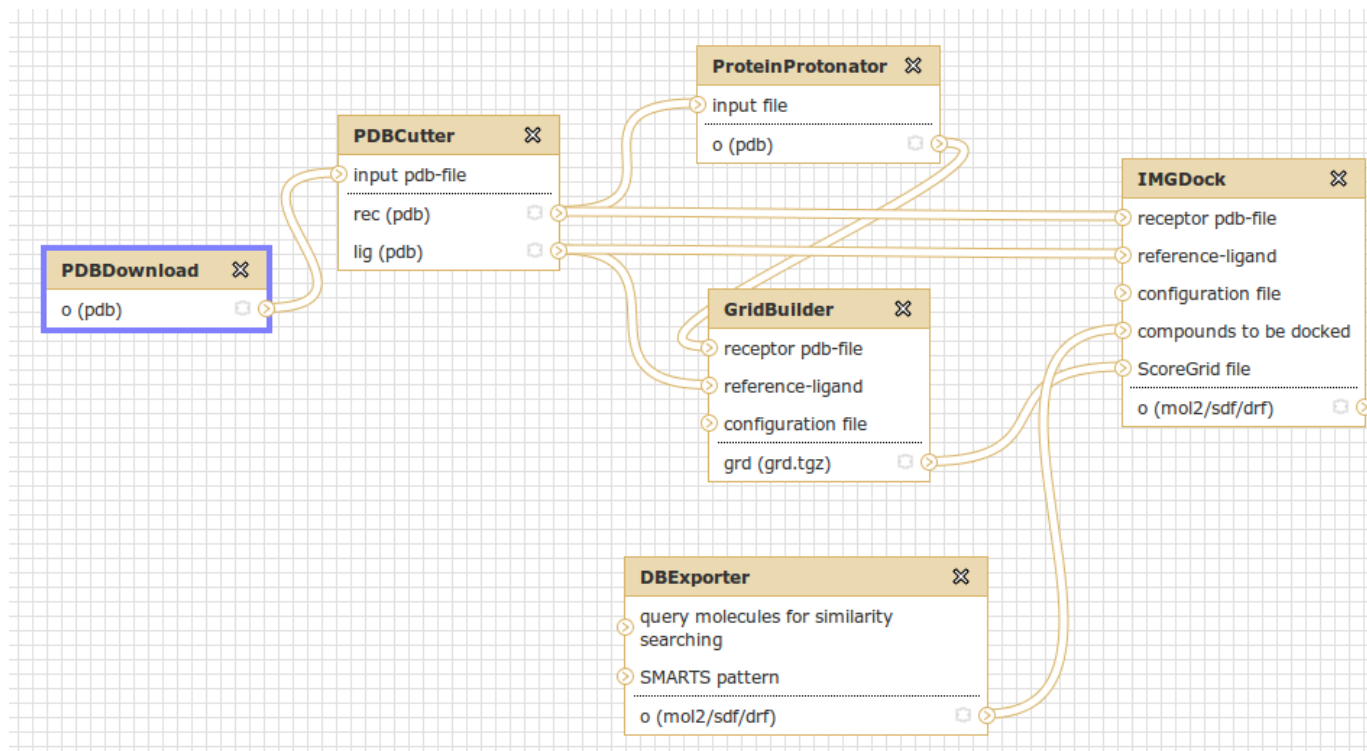 ProteinProtonator
input file
o (pdb)
PDBCutter
input pdb-file
rec (pdb)
lig (pdb)
IMGDock
receptor pdb-file
reference-ligand
configuration file
compounds to be docked
ScoreGrid file
o (mol2/sdf/drf)
PDBDownload
o (pdb)
GridBuilder
receptor pdb-file
reference-ligand
configuration file
grd (grd.tgz)
DBExporter
query molecules for similarity
searching
SMARTS pattern
o (mol2/sdf/drf)